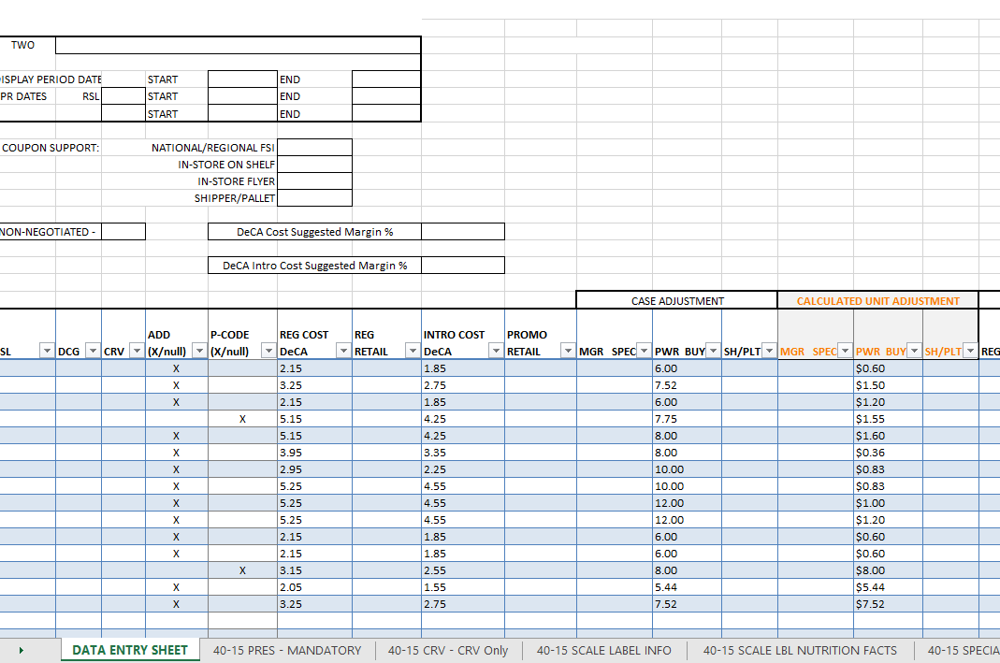 TWO
ISPLAY PERIOD DATE START END
PR DATES RSL START END
START END
COUPON SUPPORT: NATIONAL/REGIONAL FSI
IN-STORE ON SHELF
IN-STORE FLYER
SHIPPER/PALLET
NON-NEGOTIATED - DeCA Cost Suggested Margin %
DeCA Intro Cost Suggested Margin %
CASE ADJUSTMENT CALCULATED UNIT ADJUSTMENT
ADD P-CODE REG COST REG INTRO COST PROMO
SL DCG CRV (X/null) (X/null) DeCA RETAIL DeCA RETAIL MGR SPEC PWR BUY SH/PLT MGR SPEC PWR BUY SH/PLT REG
X 2.15 1.85 6.00 $0.60
X 3.25 2.75 7.52 $1.50
X 2.15 1.85 6.00 $1.20
X 5.15 4.25 7.75 $1.55
X 5.15 4.25 8.00 $1.60
X 3.95 3.35 8.00 $0.36
X 2.95 2.25 10.00 $0.83
X 5.25 4.55 10.00 $0.83
X 5.25 4.55 12.00 $1.00
X 5.25 4.55 12.00 $1.20
X 2.15 1.85 6.00 $0.60
X 2.15 1.85 6.00 $0.60
X 3.15 2.55 8.00 $8.00
X 2.05 1.55 5.44 $5.44
X 3.25 2.75 7.52 $7.52
DATA ENTRY SHEET 40-15 PRES - MANDATORY 40-15 CRV - CRV Only 40-15 SCALE LABEL INFO 40-15 SCALE LBL NUTRITION FACTS 40-15 SPECIA